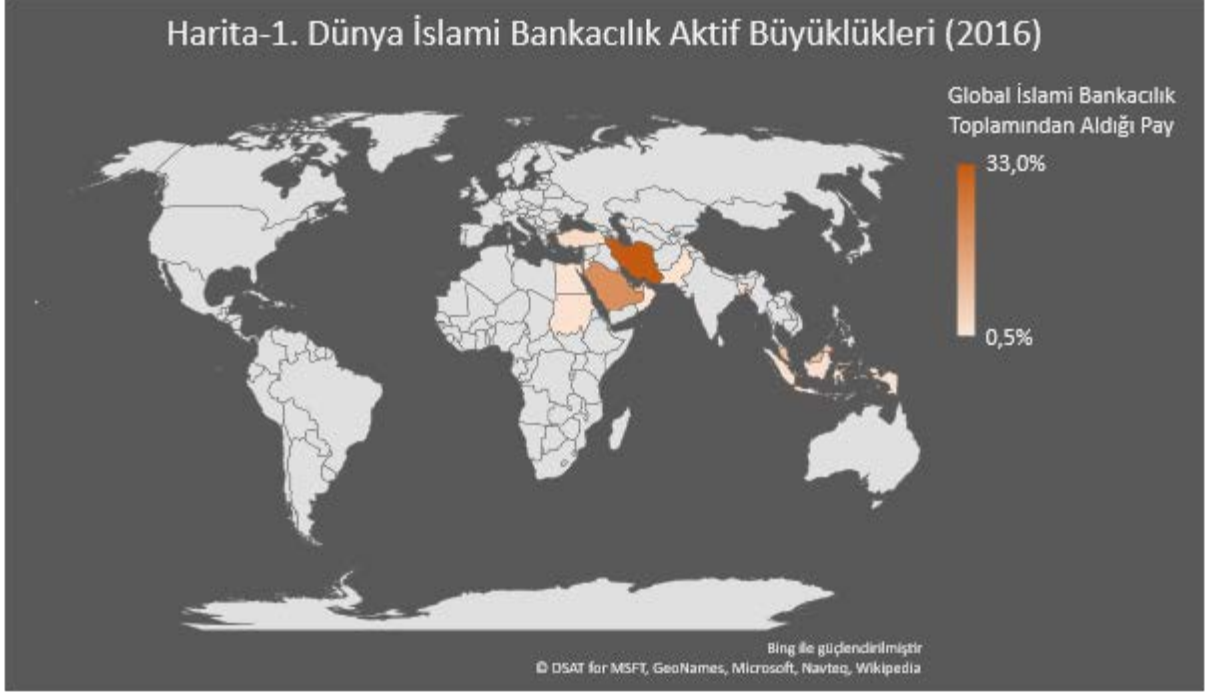 Harita-1. Dünya İslami Bankacılık Aktif Büyüklükleri (2016)
Global İslami Bankacılık
Toplamından Aldığı Pay
33,0%
0,5%
Bing ile güçlendirilmiştir
© DSAT for MSFT, GeoNames, Microsoft, Navteq, Wikipedia